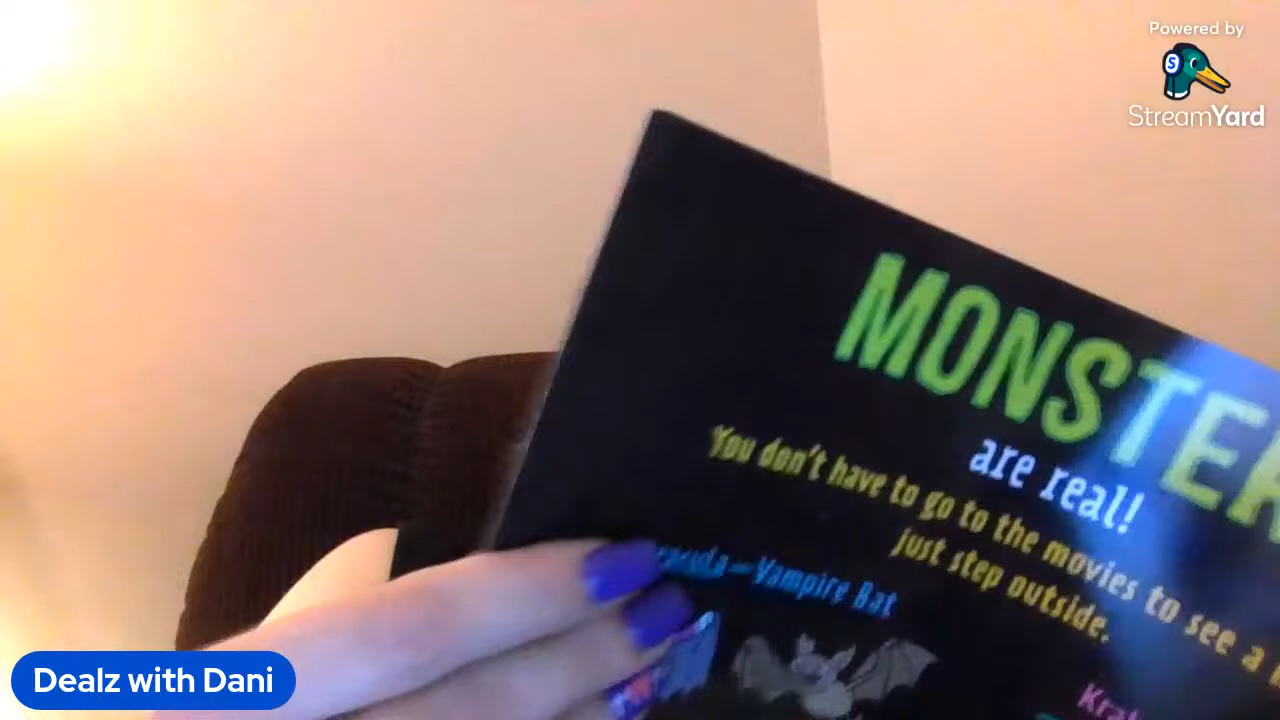 Powered by
StreamYard
MONSTER
are real!
You don't have to go to the movies to see a
just step outside.
—Vampire Bat
Dealz with Dani